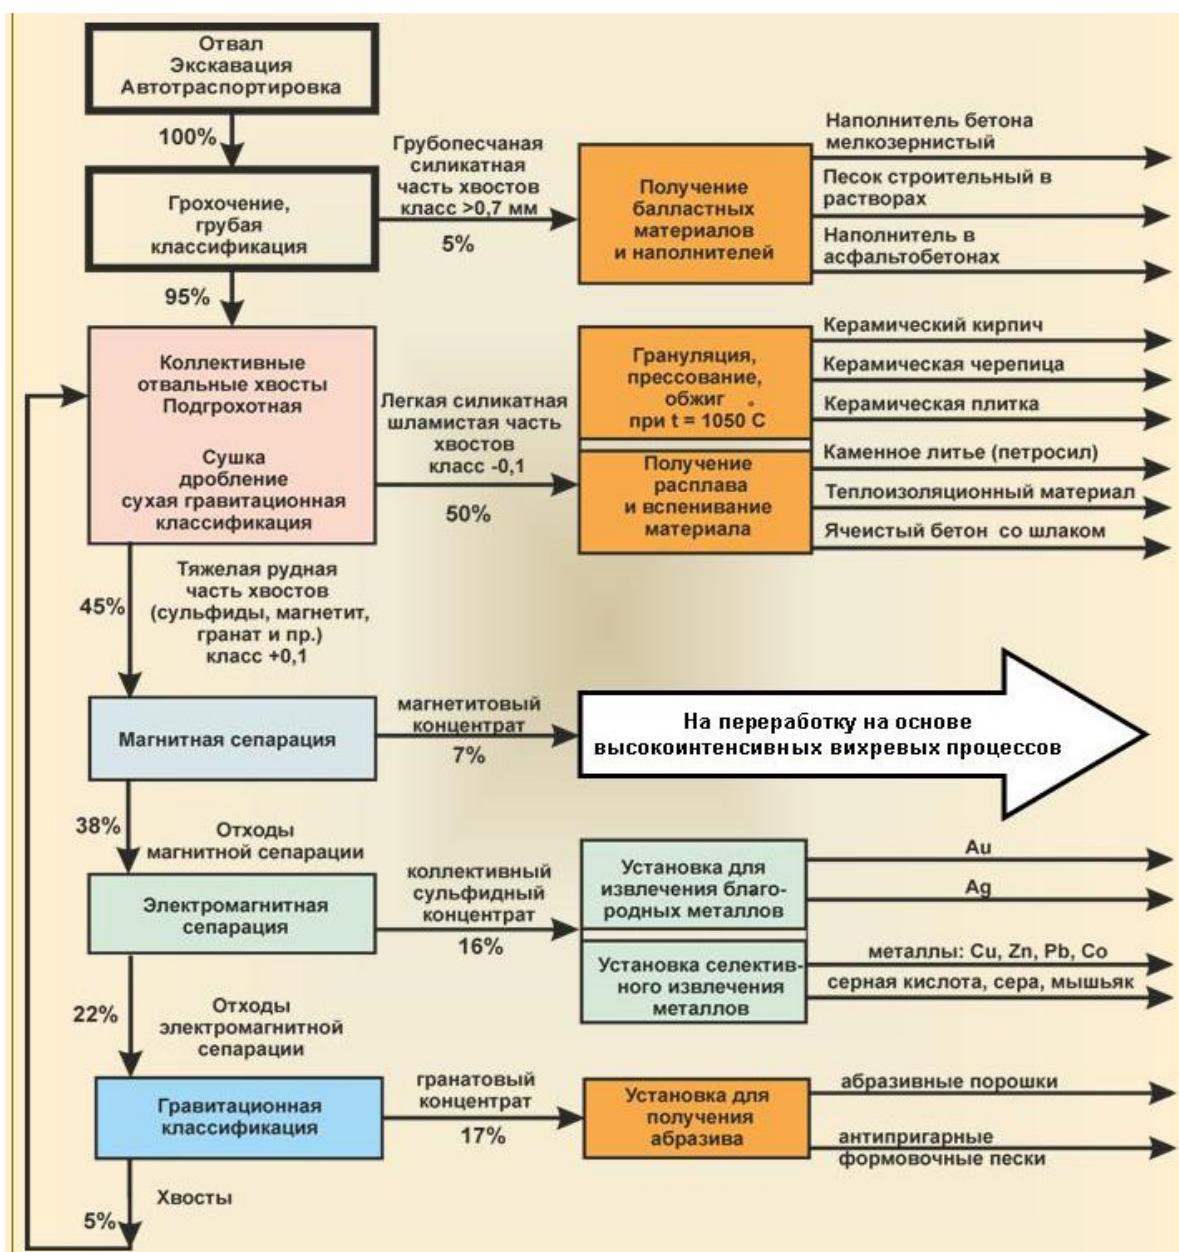 Отвал
Экскавация
Автотраспортировка
100%
Грохочение,
грубая
классификация
Грубопесчаная
силикатная
часть хвостов
класс >0,7 мм
5%
Получение
балластных
материалов
и наполнителей
Наполнитель бетона
мелкозернистый
Песок строительный в
растворах
Наполнитель в
асфальтобетонах
95%
Коллективные
отвальные хвосты
Подгрохотная
Сушка
дробление
сухая гравитационная
классификация
Легкая силикатная
шламистая часть
хвостов
класс -0,1
50%
Грануляция,
прессование,
обжиг
при t = 1050 °C
Получение
расплава
и вспенивание
материала
Керамический кирпич
Керамическая черепица
Керамическая плитка
Каменное литье (петросил)
Теплоизоляционный материал
Ячеистый бетон со шлаком
45%
Тяжелая рудная
часть хвостов
(сульфиды, магнетит,
гранат и пр.)
класс +0,1
Магнитная сепарация
магнетитовый
концентрат
7%
На переработку на основе
высокоинтенсивных вихревых процессов
38%
Отходы
магнитной сепарации
Электромагнитная
сепарация
коллективный
сульфидный
концентрат
16%
Установка для
извлечения благо-
родных металлов
Au
Ag
Установка селектив-
ного извлечения
металлов
металлы: Cu, Zn, Pb, Co
серная кислота, сера, мышьяк
22%
Отходы
электромагнитной
сепарации
Гравитационная
классификация
гранатовый
концентрат
17%
Установка для
получения
абразива
абразивные порошки
антипригарные
формовочные пески
Хвосты
5%